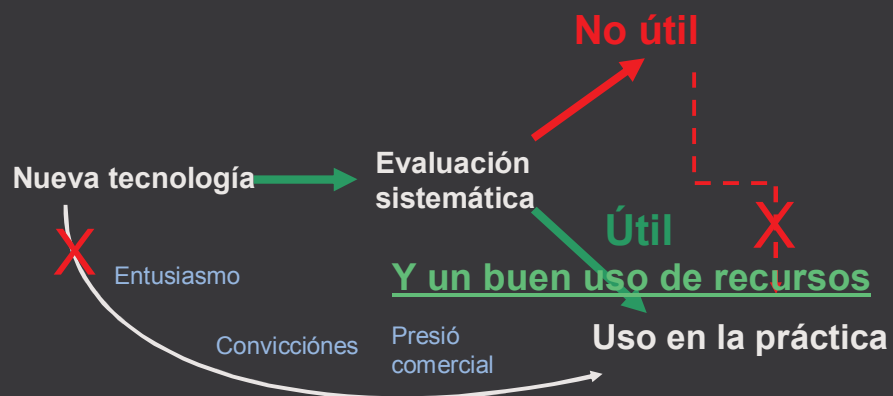 No útil
Nueva tecnología
Evaluación
sistemática
X
X
Útil
Entusiasmo
Y un buen uso de recursos
Convicciónes
Presió
comercial
Uso en la práctica